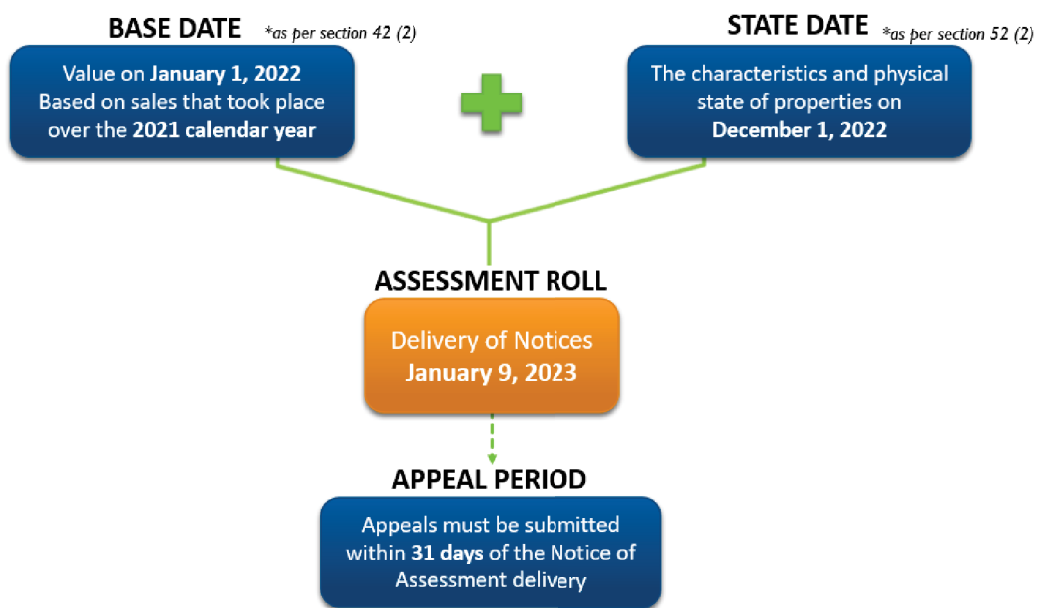 BASE DATE *as per section 42 (2)
Value on January 1, 2022
Based on sales that took place
over the 2021 calendar year
STATE DATE *as per section 52 (2)
The characteristics and physical
state of properties on
December 1, 2022
ASSESSMENT ROLL
Delivery of Notices
January 9, 2023
APPEAL PERIOD
Appeals must be submitted
within 31 days of the Notice of
Assessment delivery